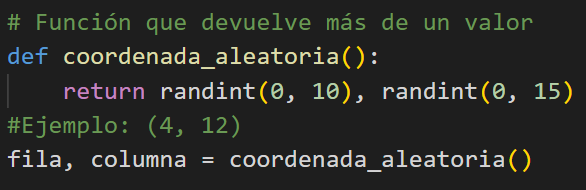 # Función que devuelve más de un valor
def coordenada_aleatoria():
    return randint(0, 10), randint(0, 15)
#Ejemplo: (4, 12)
fila, columna = coordenada_aleatoria()